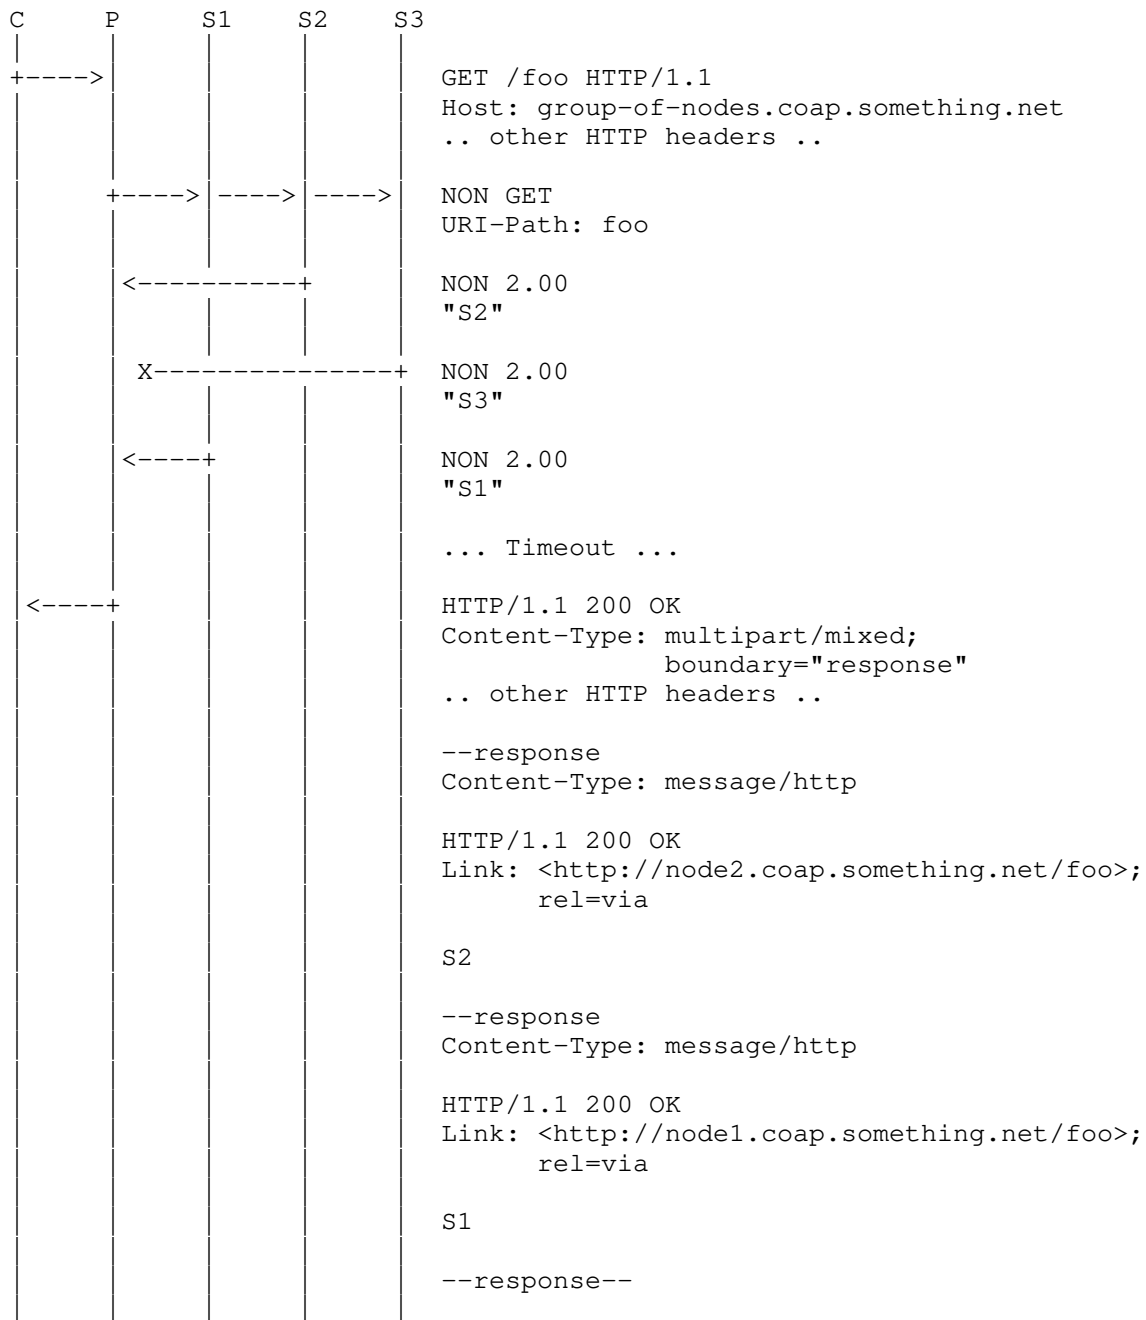 C P S1 S2 S3
GET /foo HTTP/1.1
Host: group-of-nodes.coap.something.net
.. other HTTP headers ..
NON GET
URI-Path: foo
NON 2.00
"S2"
X NON 2.00
"S3"
NON 2.00
"S1"
... Timeout ...
HTTP/1.1 200 OK
Content-Type: multipart/mixed;
boundary="response"
.. other HTTP headers ..
--response
Content-Type: message/http
HTTP/1.1 200 OK
Link: <http://node2.coap.something.net/foo>;
rel=via
S2
--response
Content-Type: message/http
HTTP/1.1 200 OK
Link: <http://node1.coap.something.net/foo>;
rel=via
S1
--response--